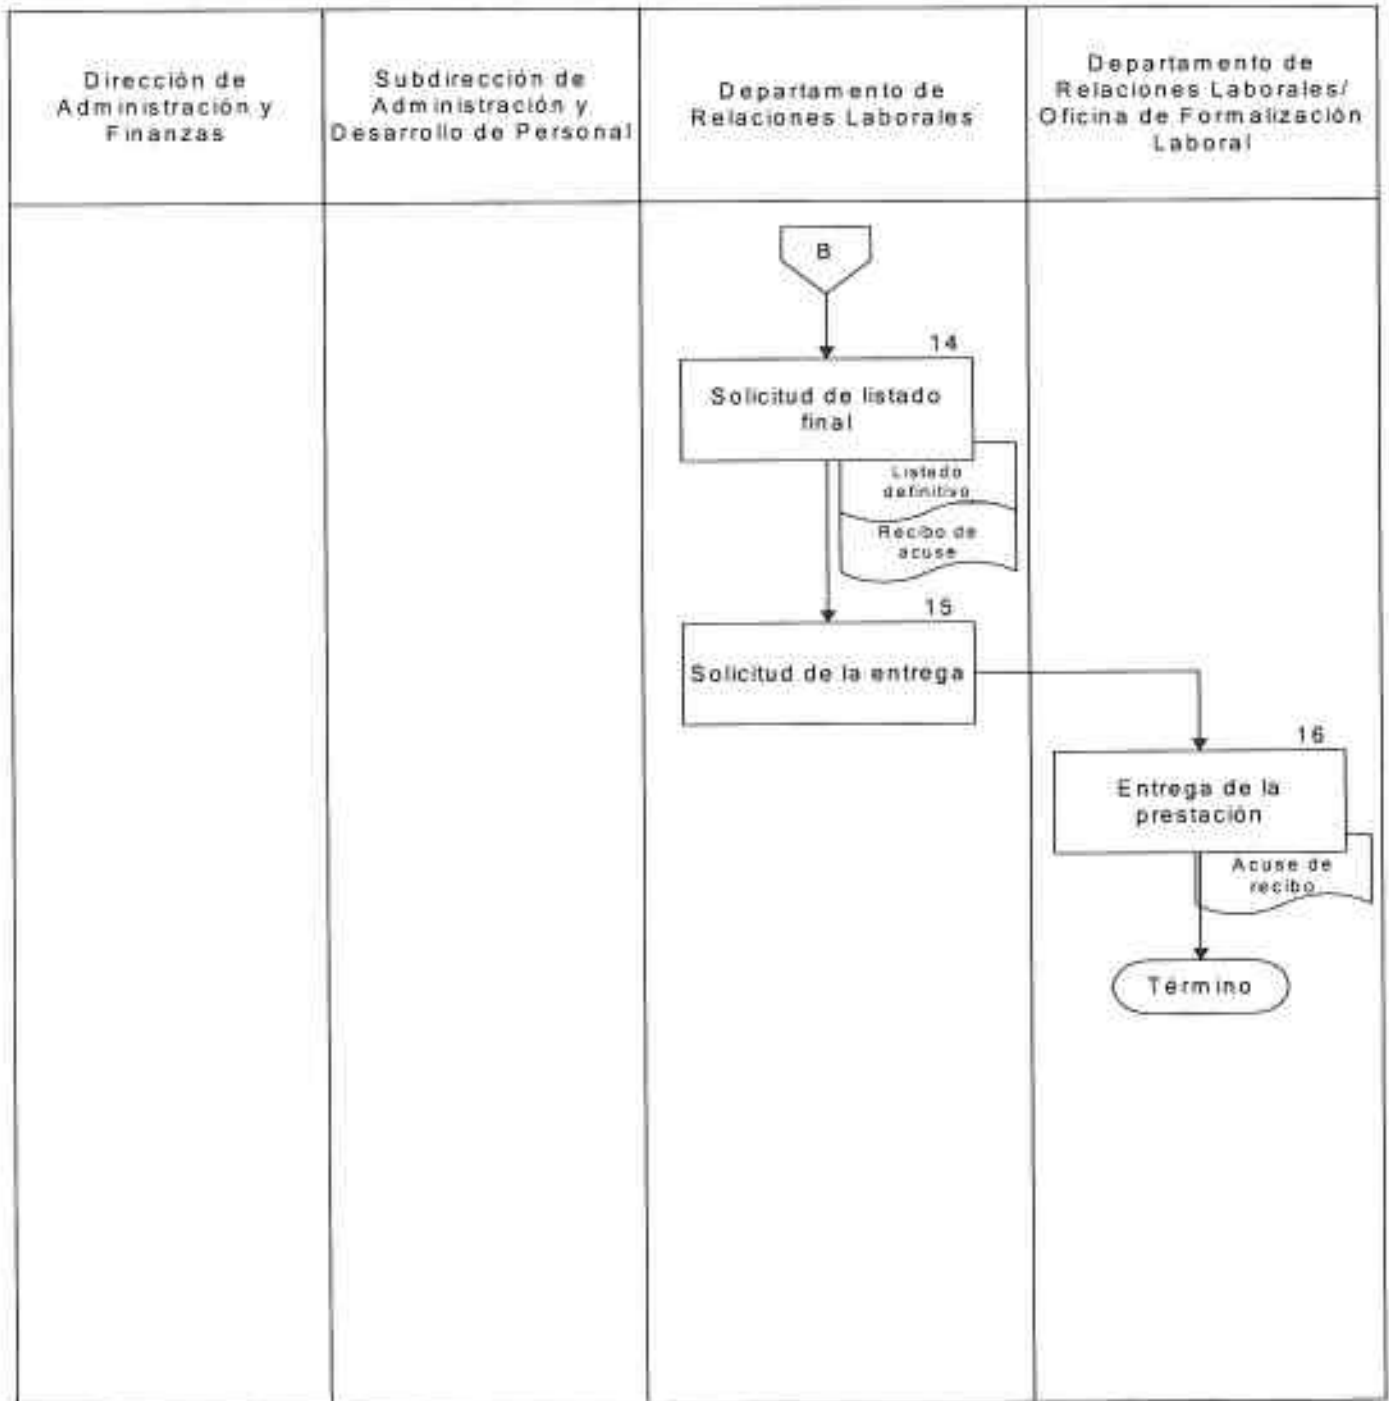 Dirección de
Administración y
Finanzas
Subdirección de
Administración y
Desarrollo de Personal
Departamento de
Relaciones Laborales
Departamento de
Relaciones Laborales/
Oficina de Formalización
Laboral
B
14
Solicitud de listado
final
Listado
definitivo
Recibo de
acuse
15
Solicitud de la entrega
16
Entrega de la
prestación
Acuse de
recibo
Término